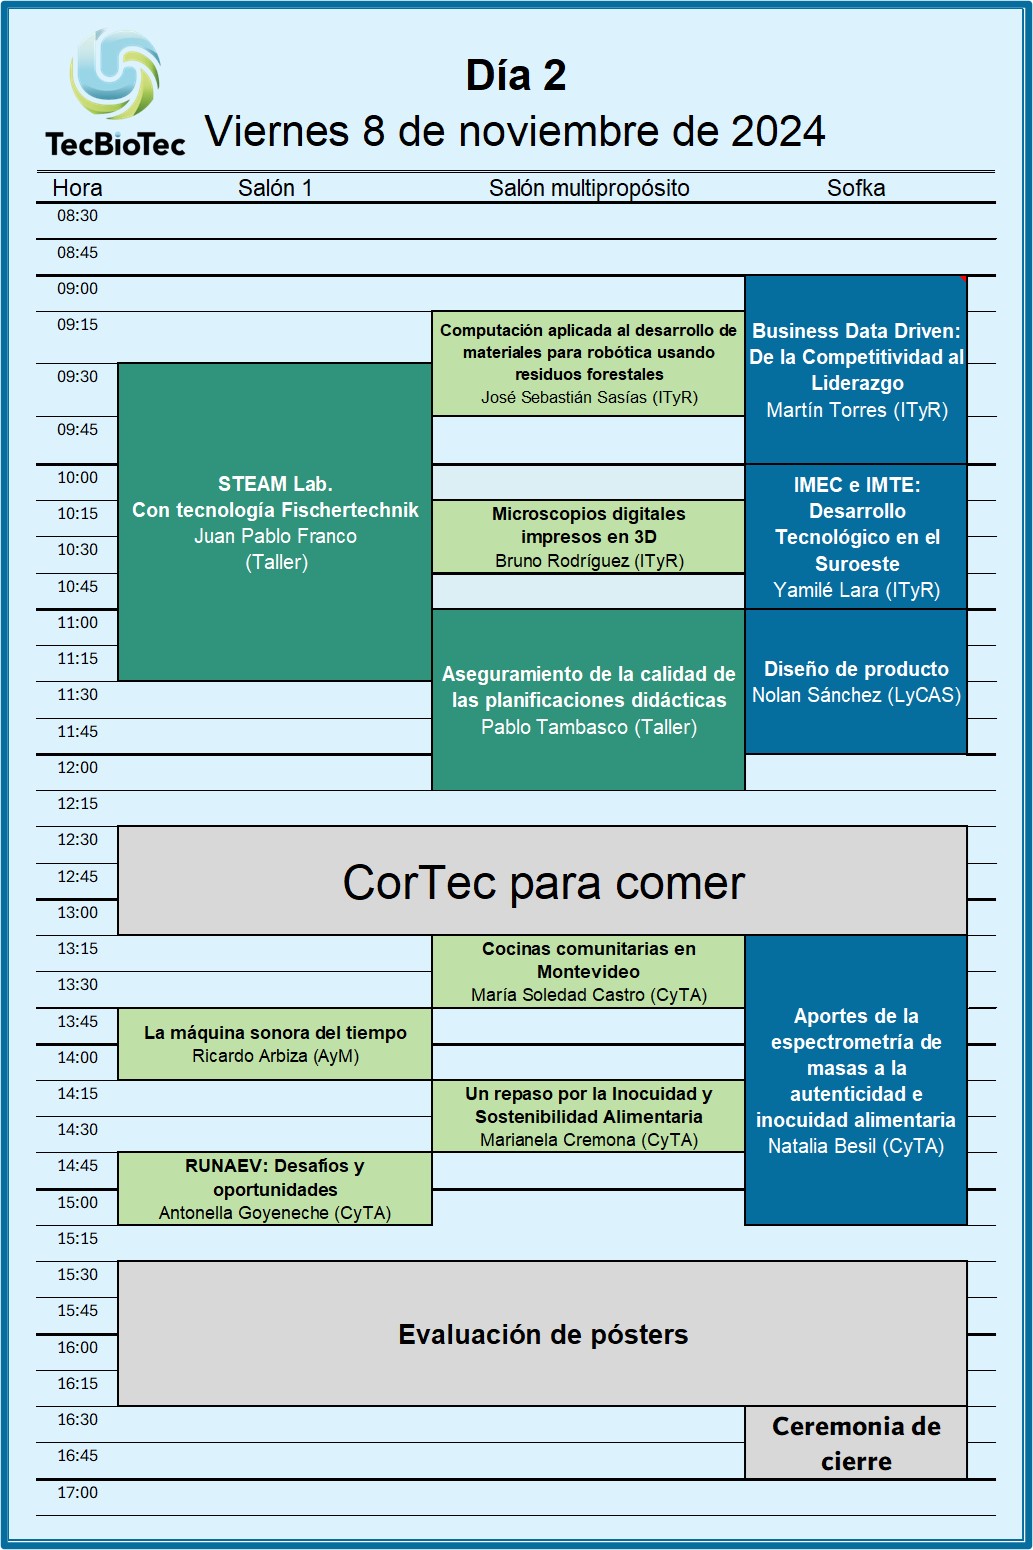 TecBioTec
Día 2
Viernes 8 de noviembre de 2024
Hora
Salón 1
Salón multipropósito
Sofka
08:30
08:45
09:00
Business Data Driven:
De la Competitividad al
Liderazgo
Martín Torres (ITyR)
09:15
Computación aplicada al desarrollo de
materiales para robótica usando
residuos forestales
José Sebastián Sasías (ITyR)
09:30
STEAM Lab.
Con tecnología Fischertechnik
Juan Pablo Franco
(Taller)
09:45
10:00
IMEC e IMTE:
Desarrollo
Tecnológico en el
Suroeste
Yamilé Lara (ITyR)
10:15
Microscopios digitales
impresos en 3D
Bruno Rodríguez (ITyR)
10:30
10:45
11:00
Aseguramiento de la calidad de
las planificaciones didácticas
Pablo Tambasco (Taller)
Diseño de producto
Nolan Sánchez (LyCAS)
11:15
11:30
11:45
12:00
12:15
12:30
CorTec para comer
12:45
13:00
13:15
Cocinas comunitarias en
Montevideo
María Soledad Castro (CyTA)
Aportes de la
espectrometría de
masas a la
autenticidad e
inocuidad alimentaria
Natalia Besil (CyTA)
13:30
13:45
La máquina sonora del tiempo
Ricardo Arbiza (AyM)
14:00
14:15
Un repaso por la Inocuidad y
Sostenibilidad Alimentaria
Marianela Cremona (CyTA)
14:30
14:45
RUNAEV: Desafíos y
oportunidades
Antonella Goyeneche (CyTA)
15:00
15:15
15:30
Evaluación de pósters
15:45
16:00
16:15
16:30
Ceremonia de
cierre
16:45
17:00